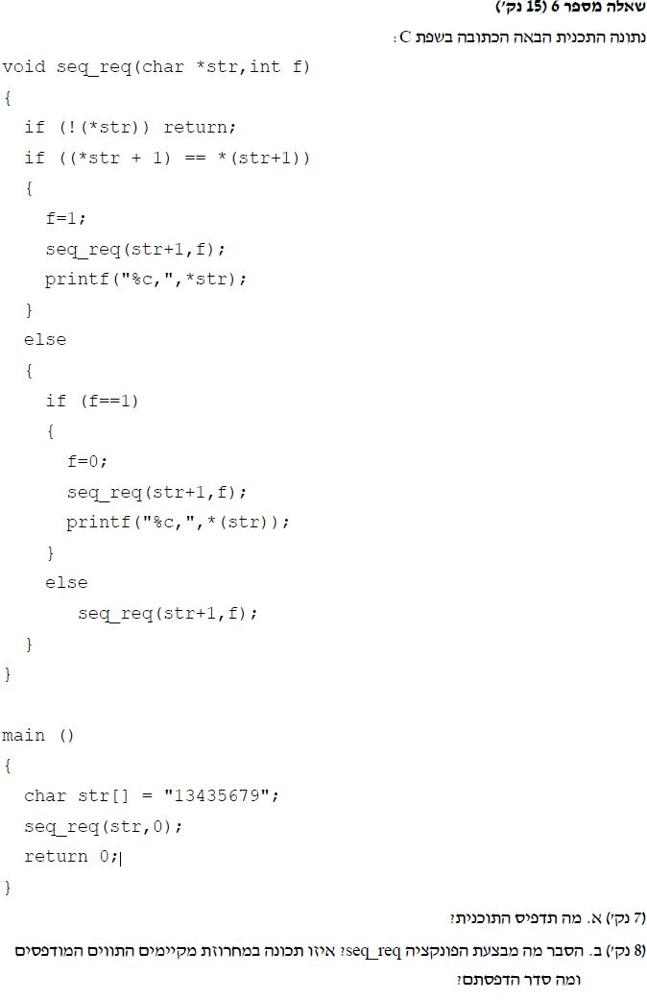 שאלה מספר 6 (15 נק')
נתונה התכנית הבאה הכתובה בשפת C:
void seq_req(char *str,int f)
{
if (!(*str)) return;
if ((*str + 1) == *(str+1))
{
f=1;
seq_req(str+1,f);
printf("%c,",*str);
}
else
{
if (f==1)
{
f=0;
seq_req(str+1,f);
printf("%c,",*(str));
}
else
seq_req(str+1,f);
}
}
main ()
{
char str[] = "13435679";
seq_req(str,0);
return 0;
}
(7 נק') א. מה תדפיס התוכנית?
(8 נק') ב. הסבר מה מבצעת הפונקציה seq_req? איזו תכונה במחרוזת מקיימים התווים המודפסים
ומה סדר הדפסתם?